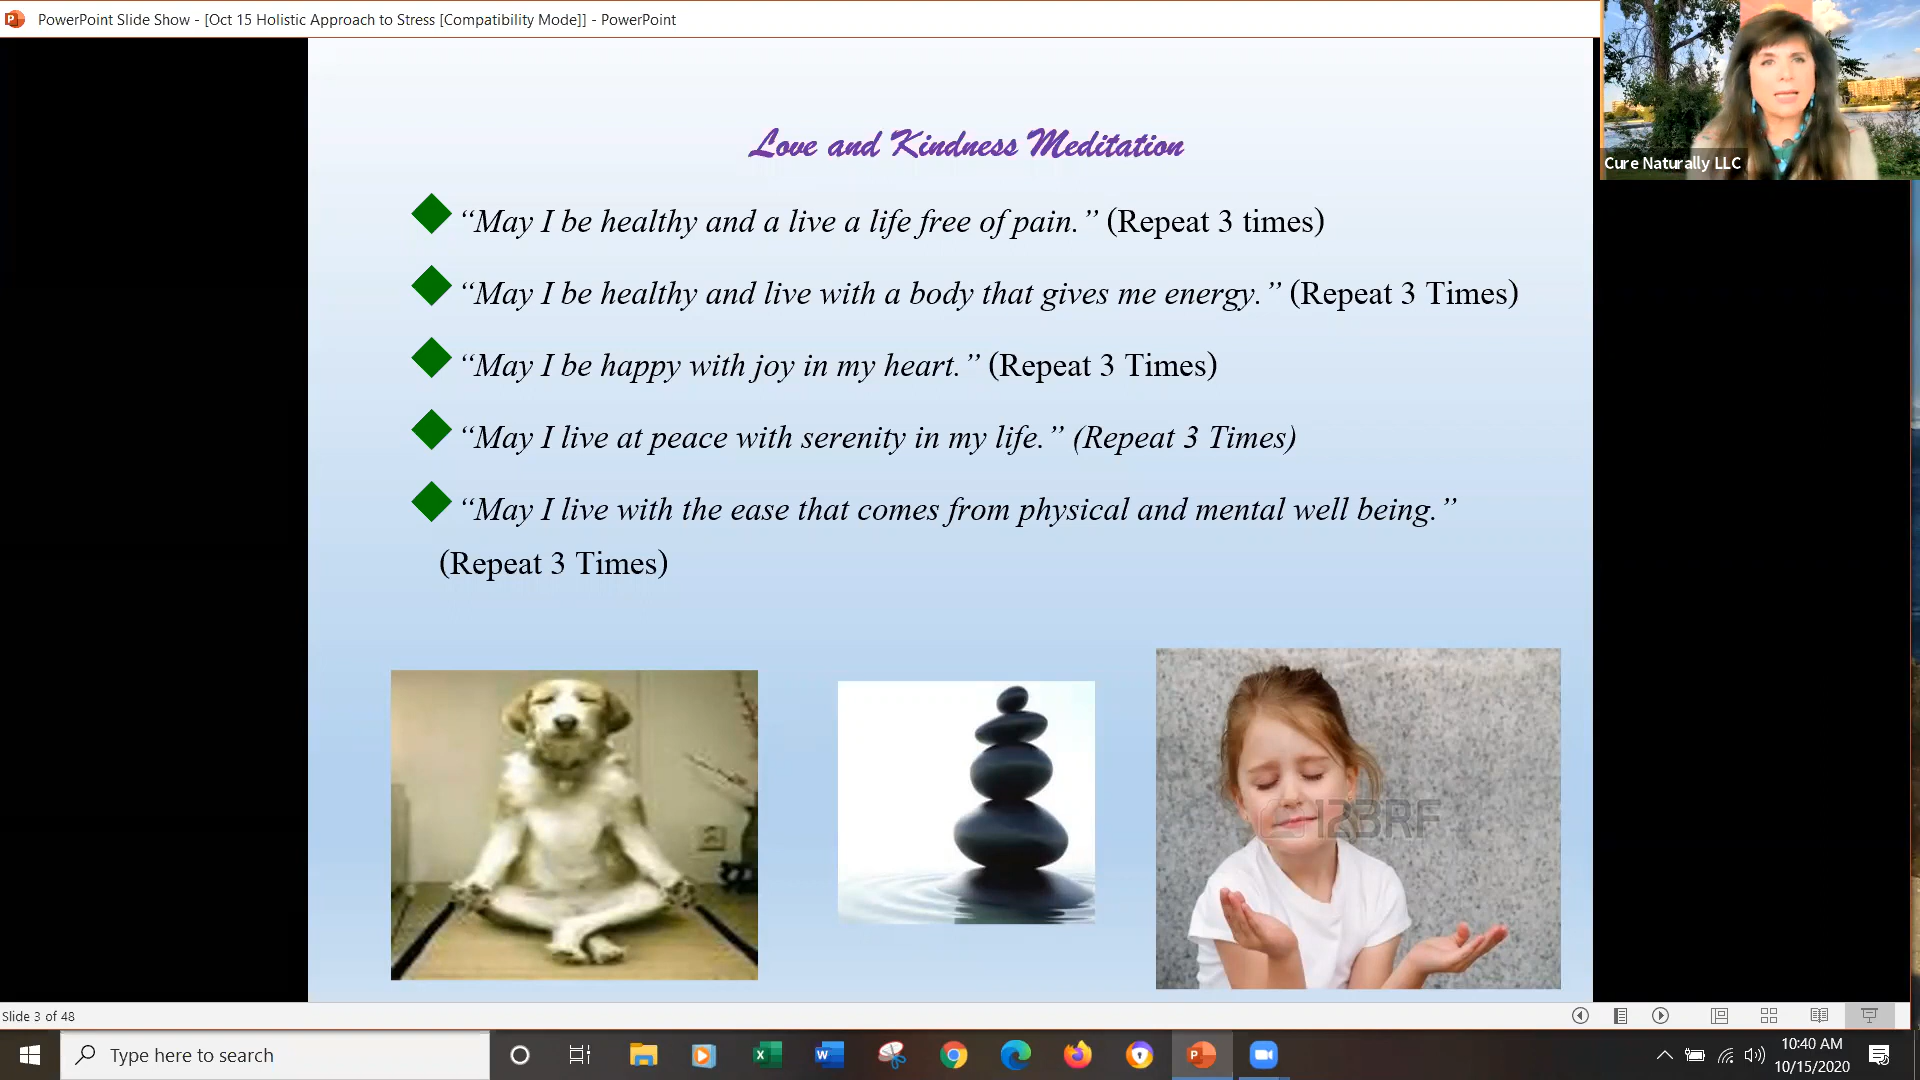 PowerPoint Slide Show - [Oct 15 Holistic Approach to Stress [Compatibility Mode]] - PowerPoint
Cure Naturally LLC
Love and Kindness Meditation
“May I be healthy and a live a life free of pain.” (Repeat 3 times)
“May I be healthy and live with a body that gives me energy.” (Repeat 3 Times)
“May I be happy with joy in my heart.” (Repeat 3 Times)
“May I live at peace with serenity in my life.” (Repeat 3 Times)
“May I live with the ease that comes from physical and mental well being.”
(Repeat 3 Times)
123RF
Slide 3 of 48
Type here to search
10:40 AM
10/15/2020